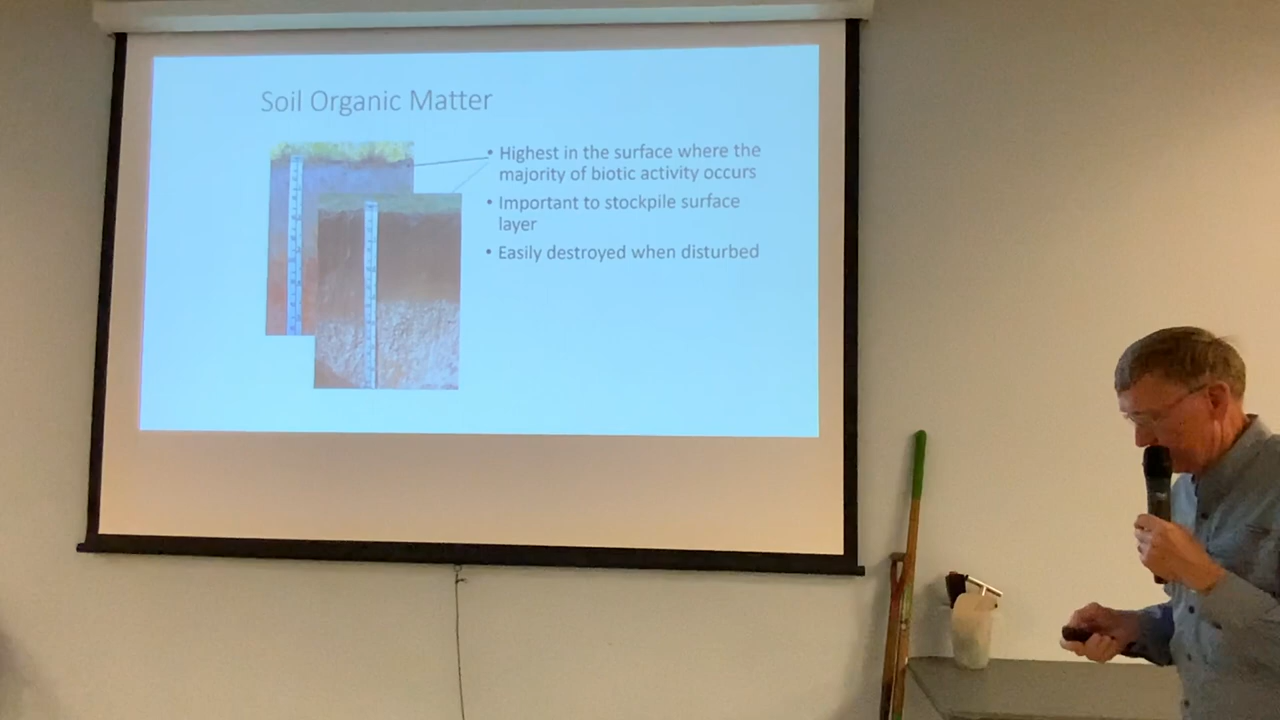 Soil Organic Matter
• Highest in the surface where the
majority of biotic activity occurs
• Important to stockpile surface
layer
• Easily destroyed when disturbed